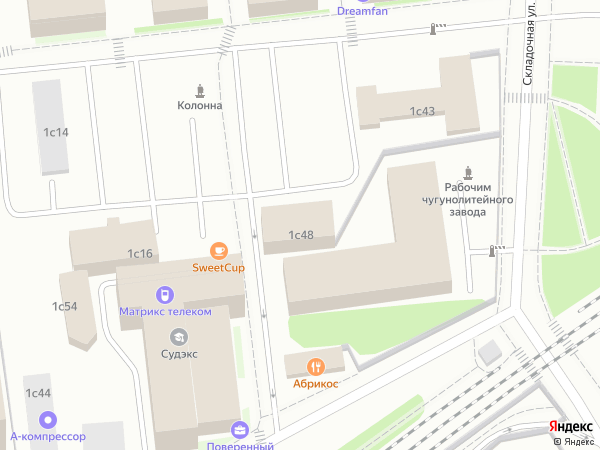 Dreamfan
Складочная ул.
Колонна
1с14
1с43
Рабочим
чугунолитейного
завода
1с48
1с16
SweetCup
1с54
Матрикс телеком
Судэкс
Абрикос
1с44
А-компрессор
Поверенный
Яндекс
© Яндекс